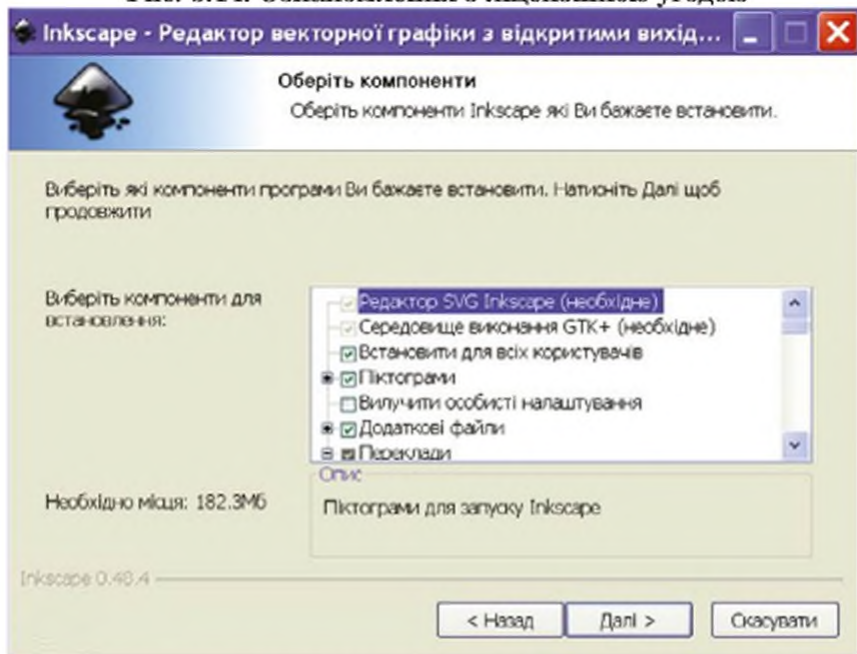 Inkscape - Редактор векторної графіки з відкритими вихід...
Оберіть компоненти
Оберіть компоненти Inkscape які Ви бажаєте встановити.
Виберіть які компоненти програми Ви бажаєте встановити. Натисніть Далі щоб
продовжити
Виберіть компоненти для
встановлення:
Редактор SVG Inkscape (необхідне)
Середовище виконання GTK+ (необхідне)
Встановити для всіх користувачів
Піктограми
Вилучити особисті налаштування
Додаткові файли
Переклади
Опис
Необхідно місця: 182.3Мб
Піктограми для запуску Inkscape
Inkscape 0.48.4
< Назад
Далі >
Скасувати